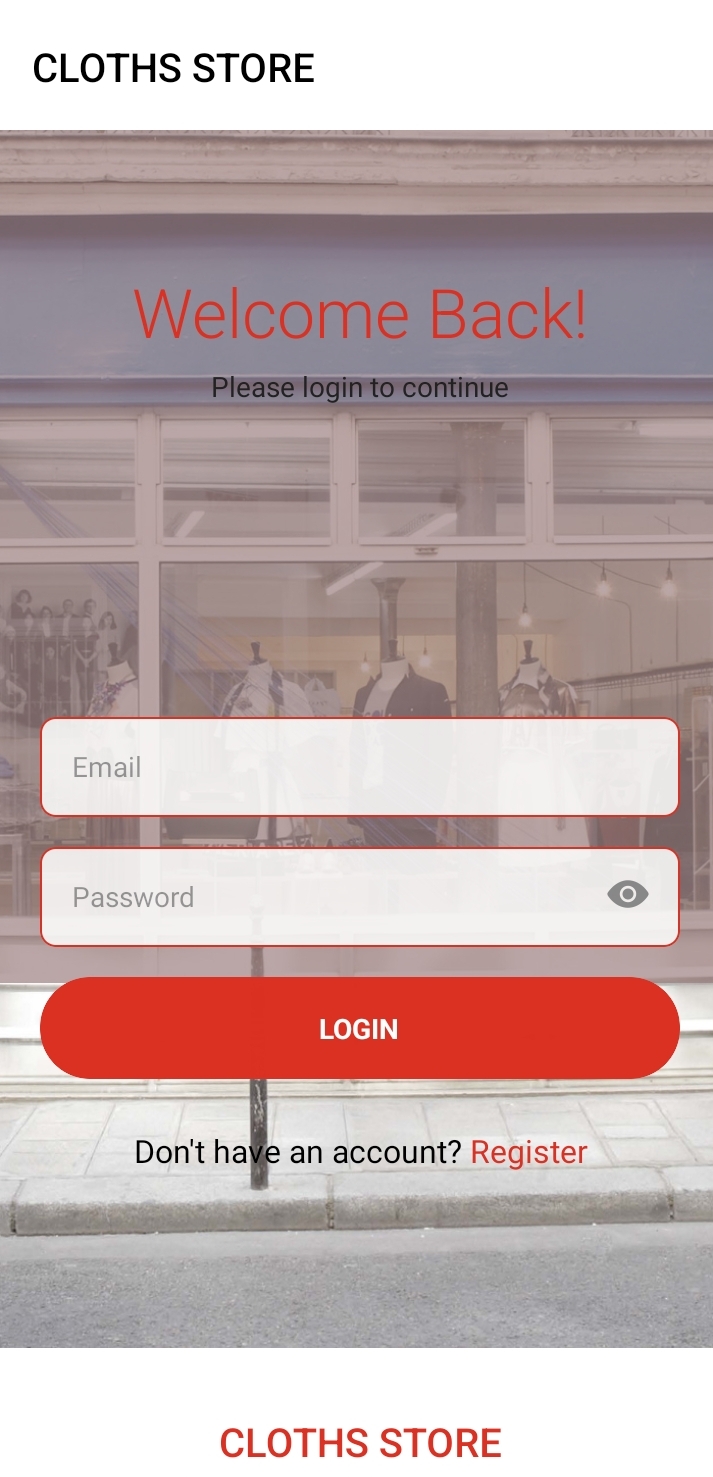 CLOTHS STORE
Welcome Back!
Please login to continue
Email
Password
LOGIN
Don't have an account? Register
CLOTHS STORE